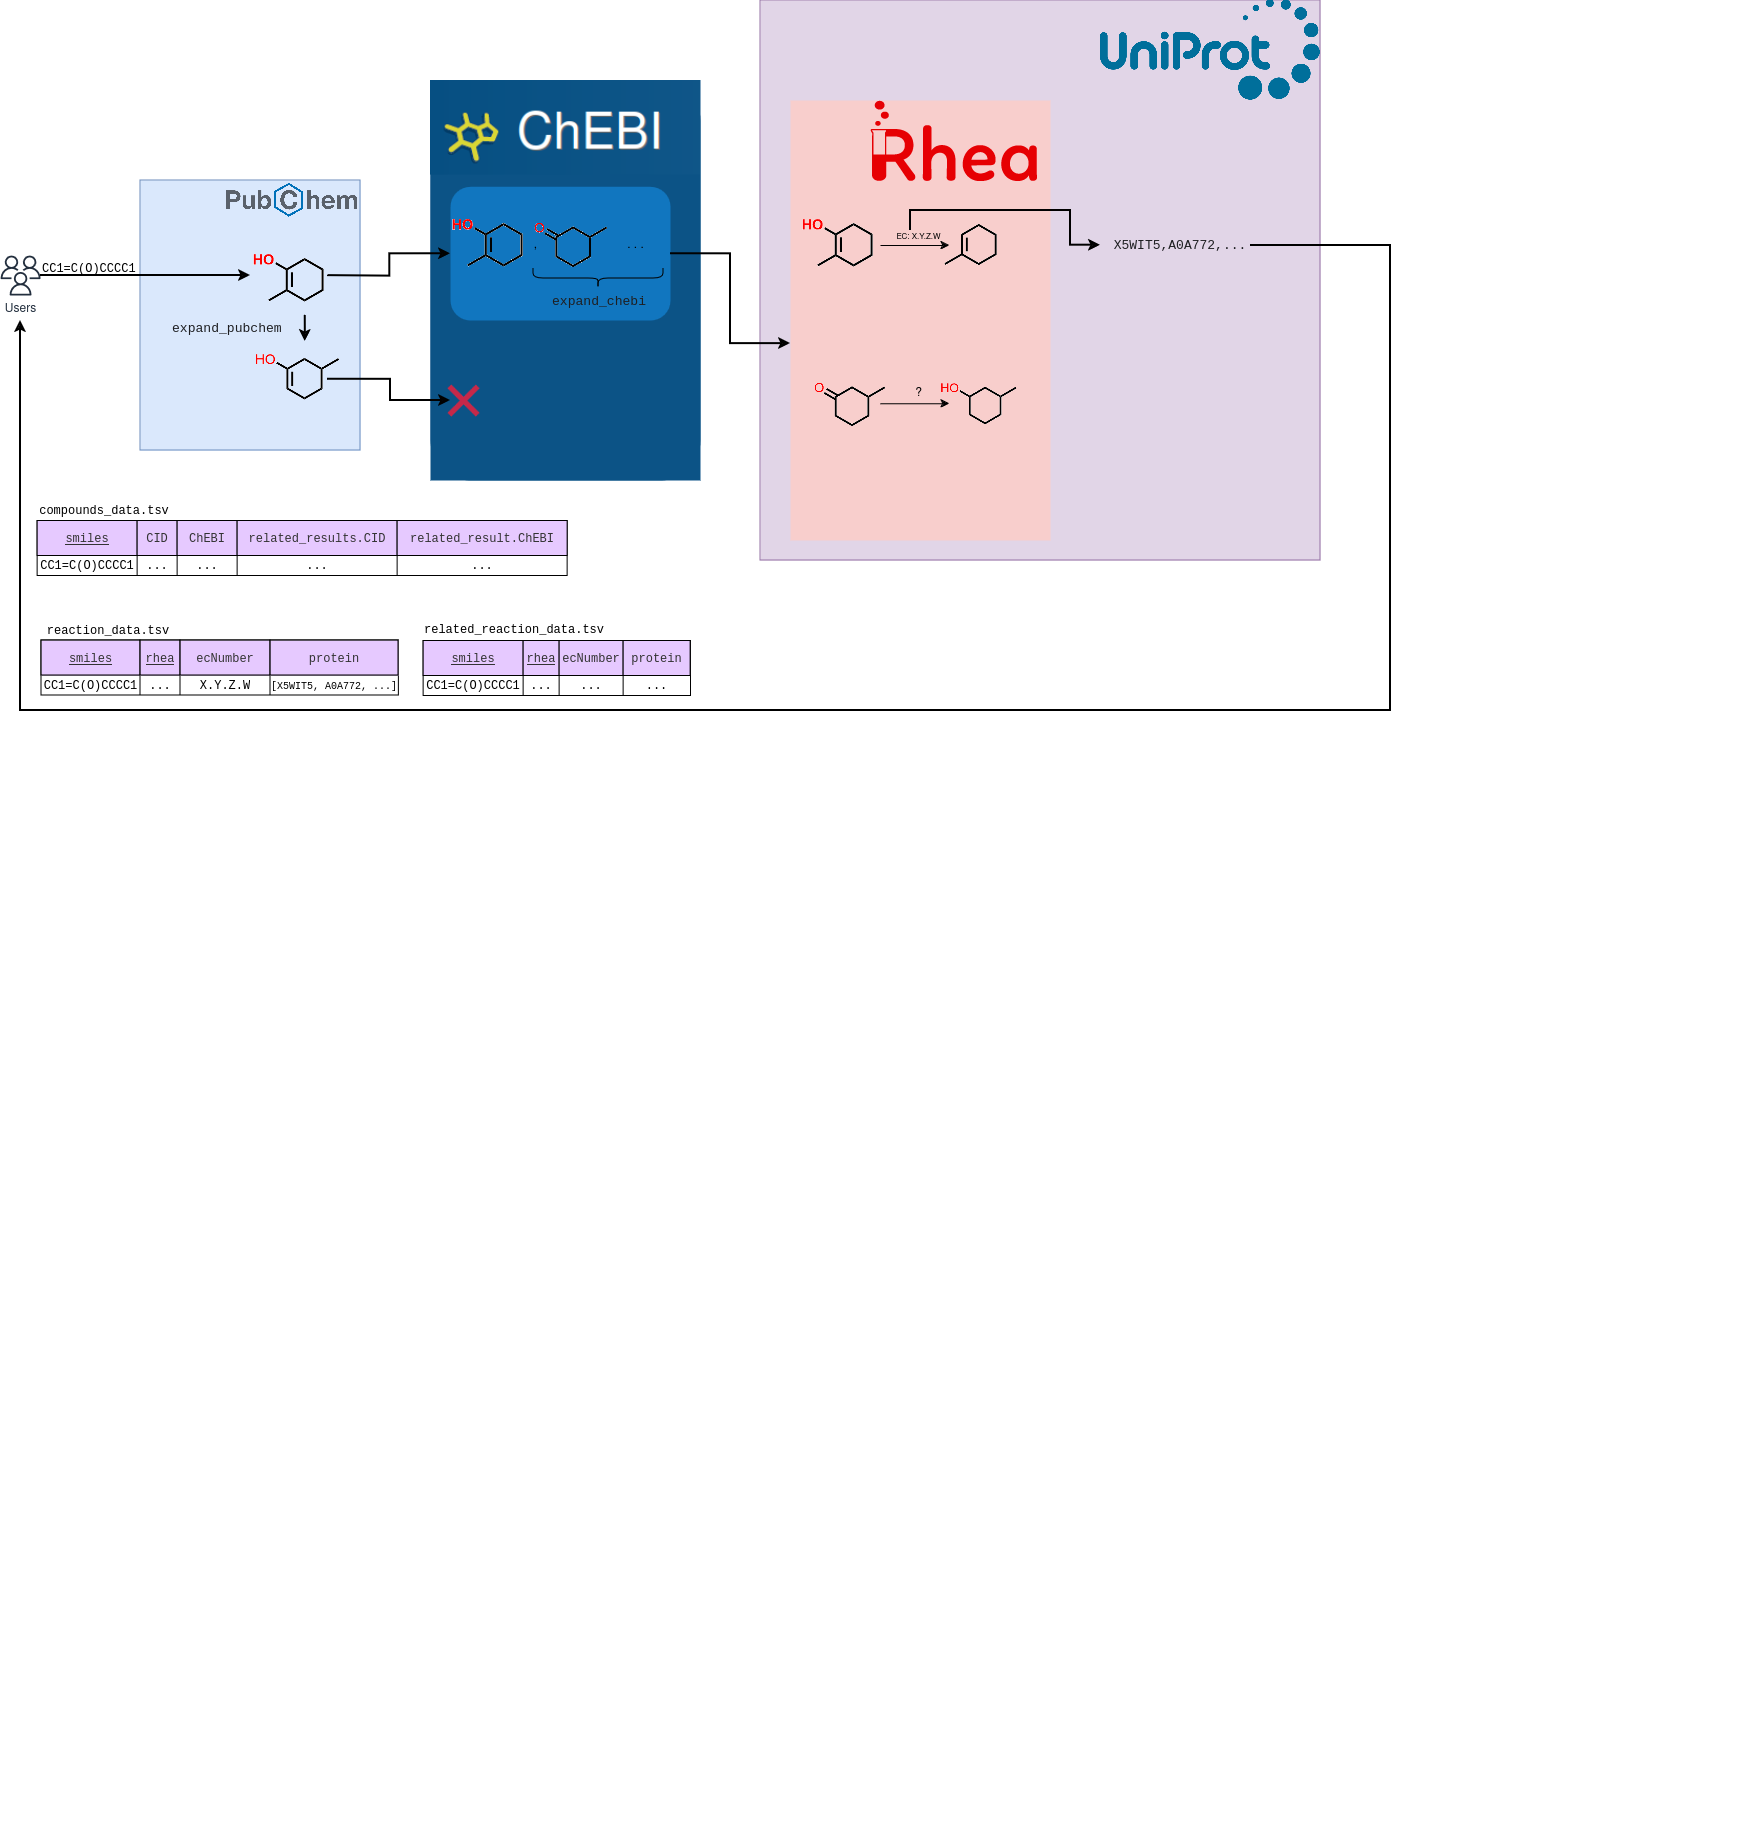 UniProt
Rhea
ChEBI
PubChem
CC1=C(O)CCCC1
Users
HO
expand_pubchem
HO
HO
O
,
...
expand_chebi
HO
EC: X.Y.Z.W
X5WIT5,A0A772,...
O
?
HO
compounds_data.tsv
smiles CID ChEBI related_results.CID related_result.ChEBI
CC1=C(O)CCCC1 ... ... ... ...
reaction_data.tsv
smiles rhea ecNumber protein
CC1=C(O)CCCC1 ... X.Y.Z.W [X5WIT5, A0A772, ...]
related_reaction_data.tsv
smiles rhea ecNumber protein
CC1=C(O)CCCC1 ... ... ...